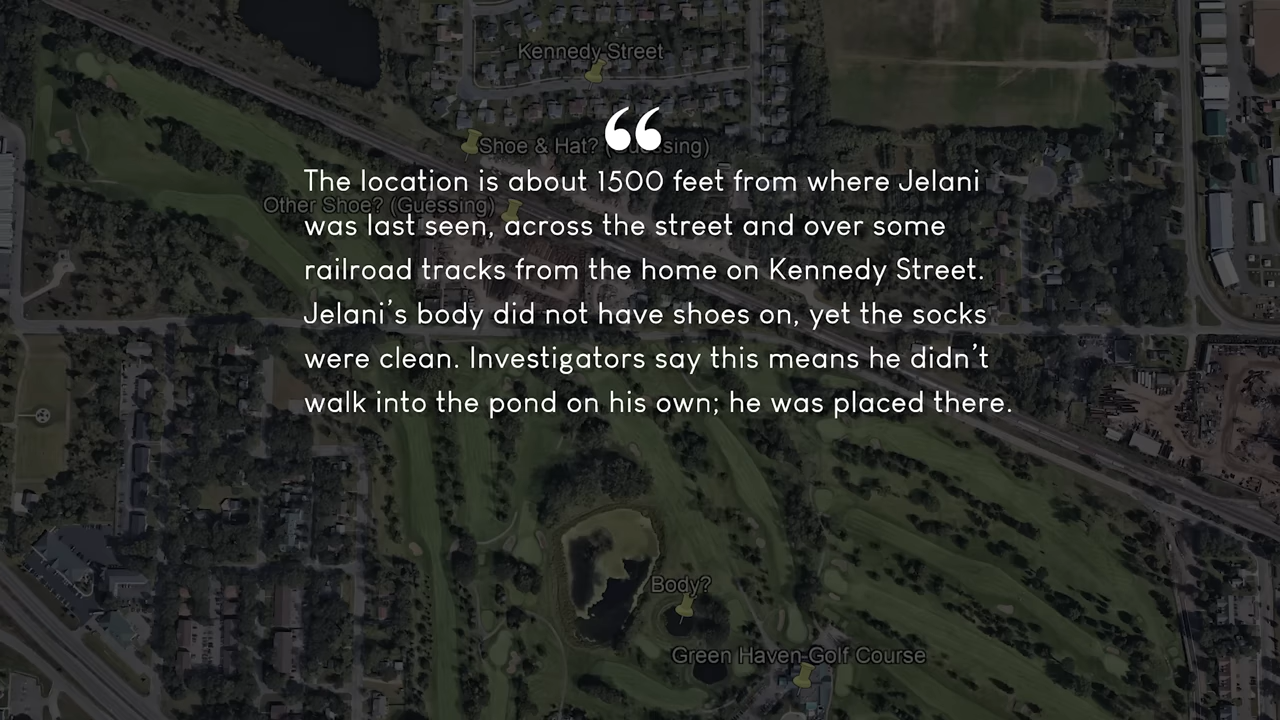 Kennedy Street
“
Shoe & Hat? (Guessing)
The location is about 1500 feet from where Jelani
Other Shoe? (Guessing)
was last seen, across the street and over some
railroad tracks from the home on Kennedy Street.
Jelani’s body did not have shoes on, yet the socks
were clean. Investigators say this means he didn’t
walk into the pond on his own; he was placed there.
Body?
Green Haven Golf Course